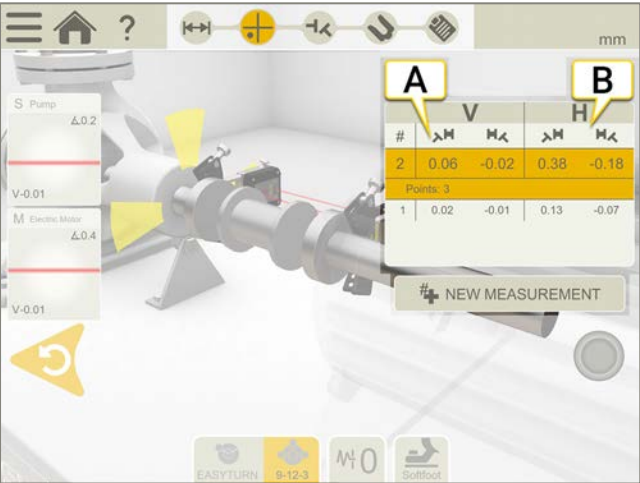 ?
mm
A
B
V H
#
2 0.06 -0.02 0.38 -0.18
Points: 3
1 0.02 -0.01 0.13 -0.07
S Pump
∠0.2
V-0.01
M Electric Motor
∠0.4
V-0.01
# NEW MEASUREMENT
0
EASYTURN 9-12-3 Softfoot